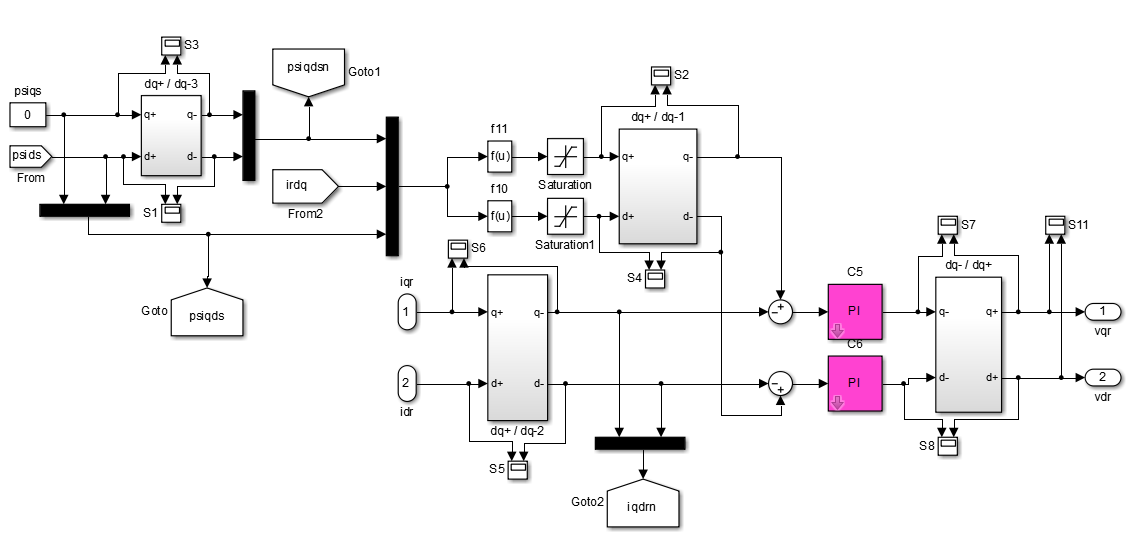 S3
dq+ / dq-3
psiqs
0
q+
q-
psids
From
d+
d-
S1
psiqdsn
Goto1
irdq
From2
Goto
psiqds
f11
f(u)
Saturation
f10
f(u)
Saturation1
S2
dq+ / dq-1
q+
q-
d+
d-
S4
S6
iqr
1
q+
q-
2
idr
d+
d-
dq+ / dq-2
S5
Goto2
iqdrn
− +
− +
C5
PI
C6
PI
S7
dq- / dq+
q-
q+
d-
d+
S8
S11
1
vqr
2
vdr